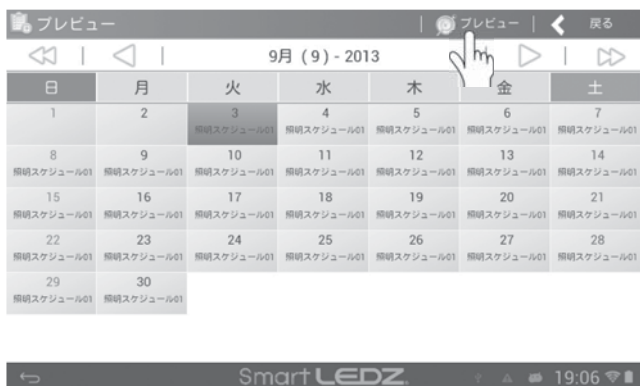 プレビュー プレビュー 戻る
9月 ( 9 ) - 2013
日 月 火 水 木 金 土
1 2 3 4 5 6 7
照明スケジュール01 照明スケジュール01 照明スケジュール01 照明スケジュール01 照明スケジュール01
8 9 10 11 12 13 14
照明スケジュール01 照明スケジュール01 照明スケジュール01 照明スケジュール01 照明スケジュール01 照明スケジュール01 照明スケジュール01
15 16 17 18 19 20 21
照明スケジュール01 照明スケジュール01 照明スケジュール01 照明スケジュール01 照明スケジュール01 照明スケジュール01 照明スケジュール01
22 23 24 25 26 27 28
照明スケジュール01 照明スケジュール01 照明スケジュール01 照明スケジュール01 照明スケジュール01 照明スケジュール01 照明スケジュール01
29 30
照明スケジュール01 照明スケジュール01
Smart LEDZ. 19:06